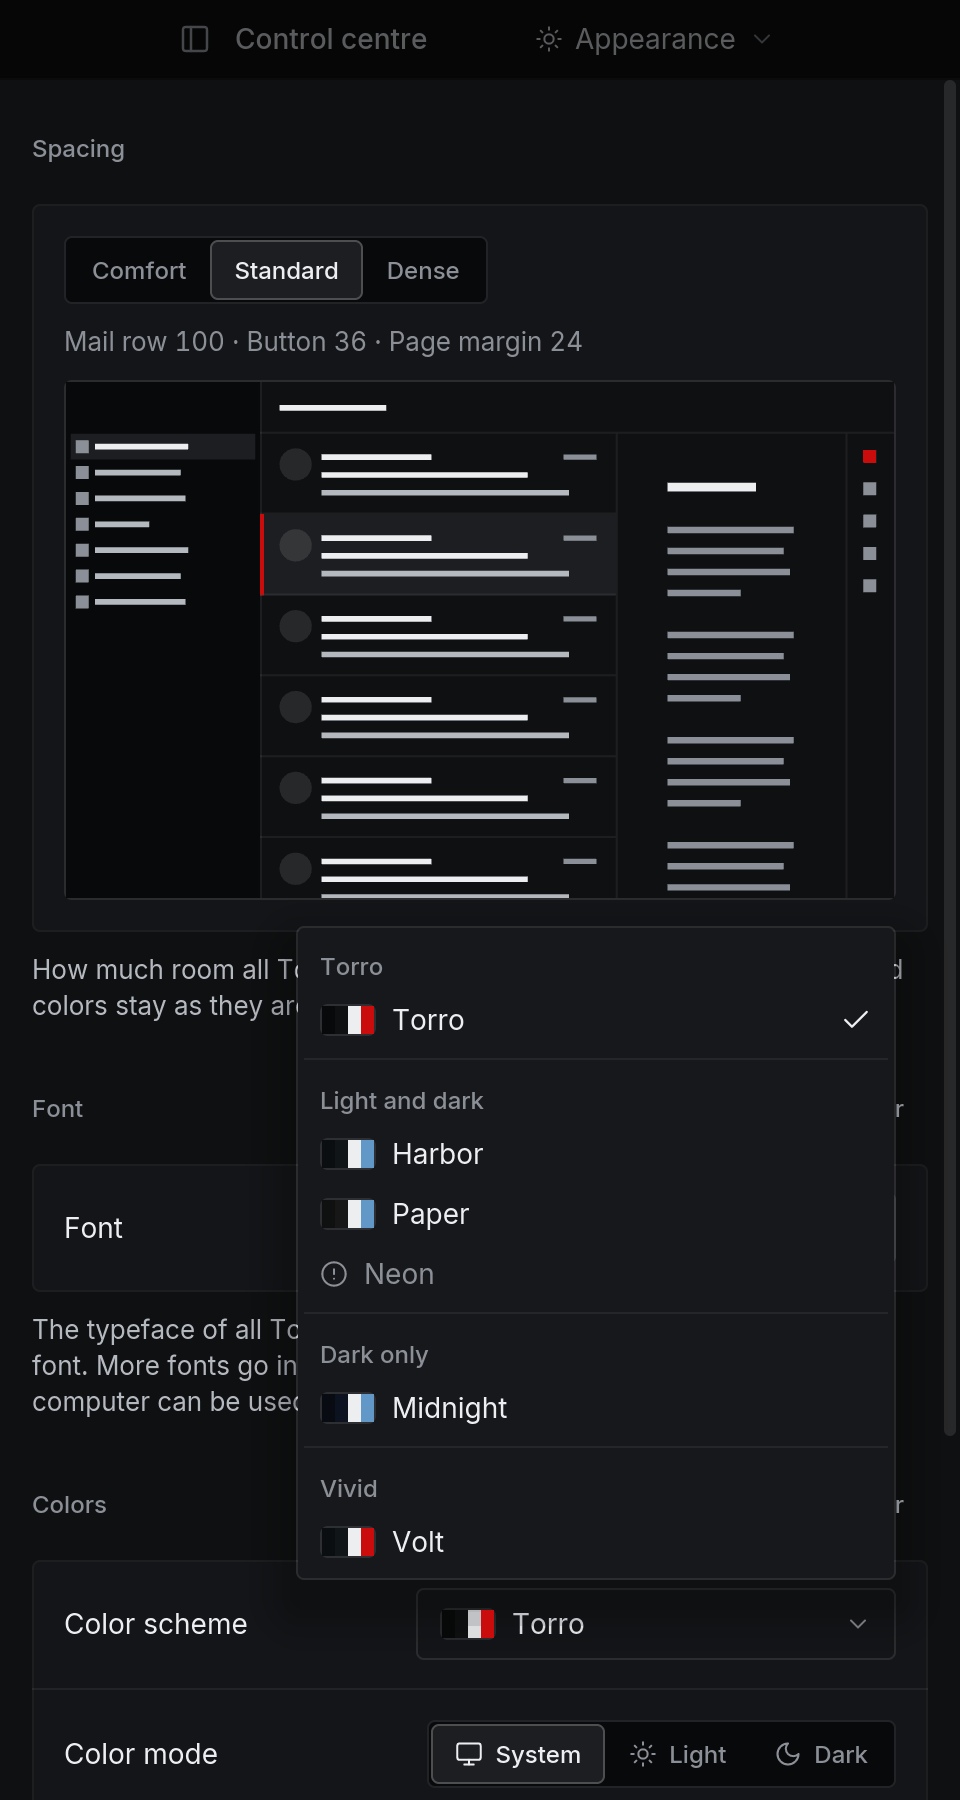 Control centre
Appearance
Spacing
Comfort
Standard
Dense
Mail row 100 · Button 36 · Page margin 24
How much room all
colors stay as they
Torro
Torro
Light and dark
Harbor
Paper
Neon
Dark only
Midnight
Vivid
Volt
Font
Font
The typeface of all
font. More fonts go in
computer can be
Colors
Color scheme
Torro
Color mode
System
Light
Dark